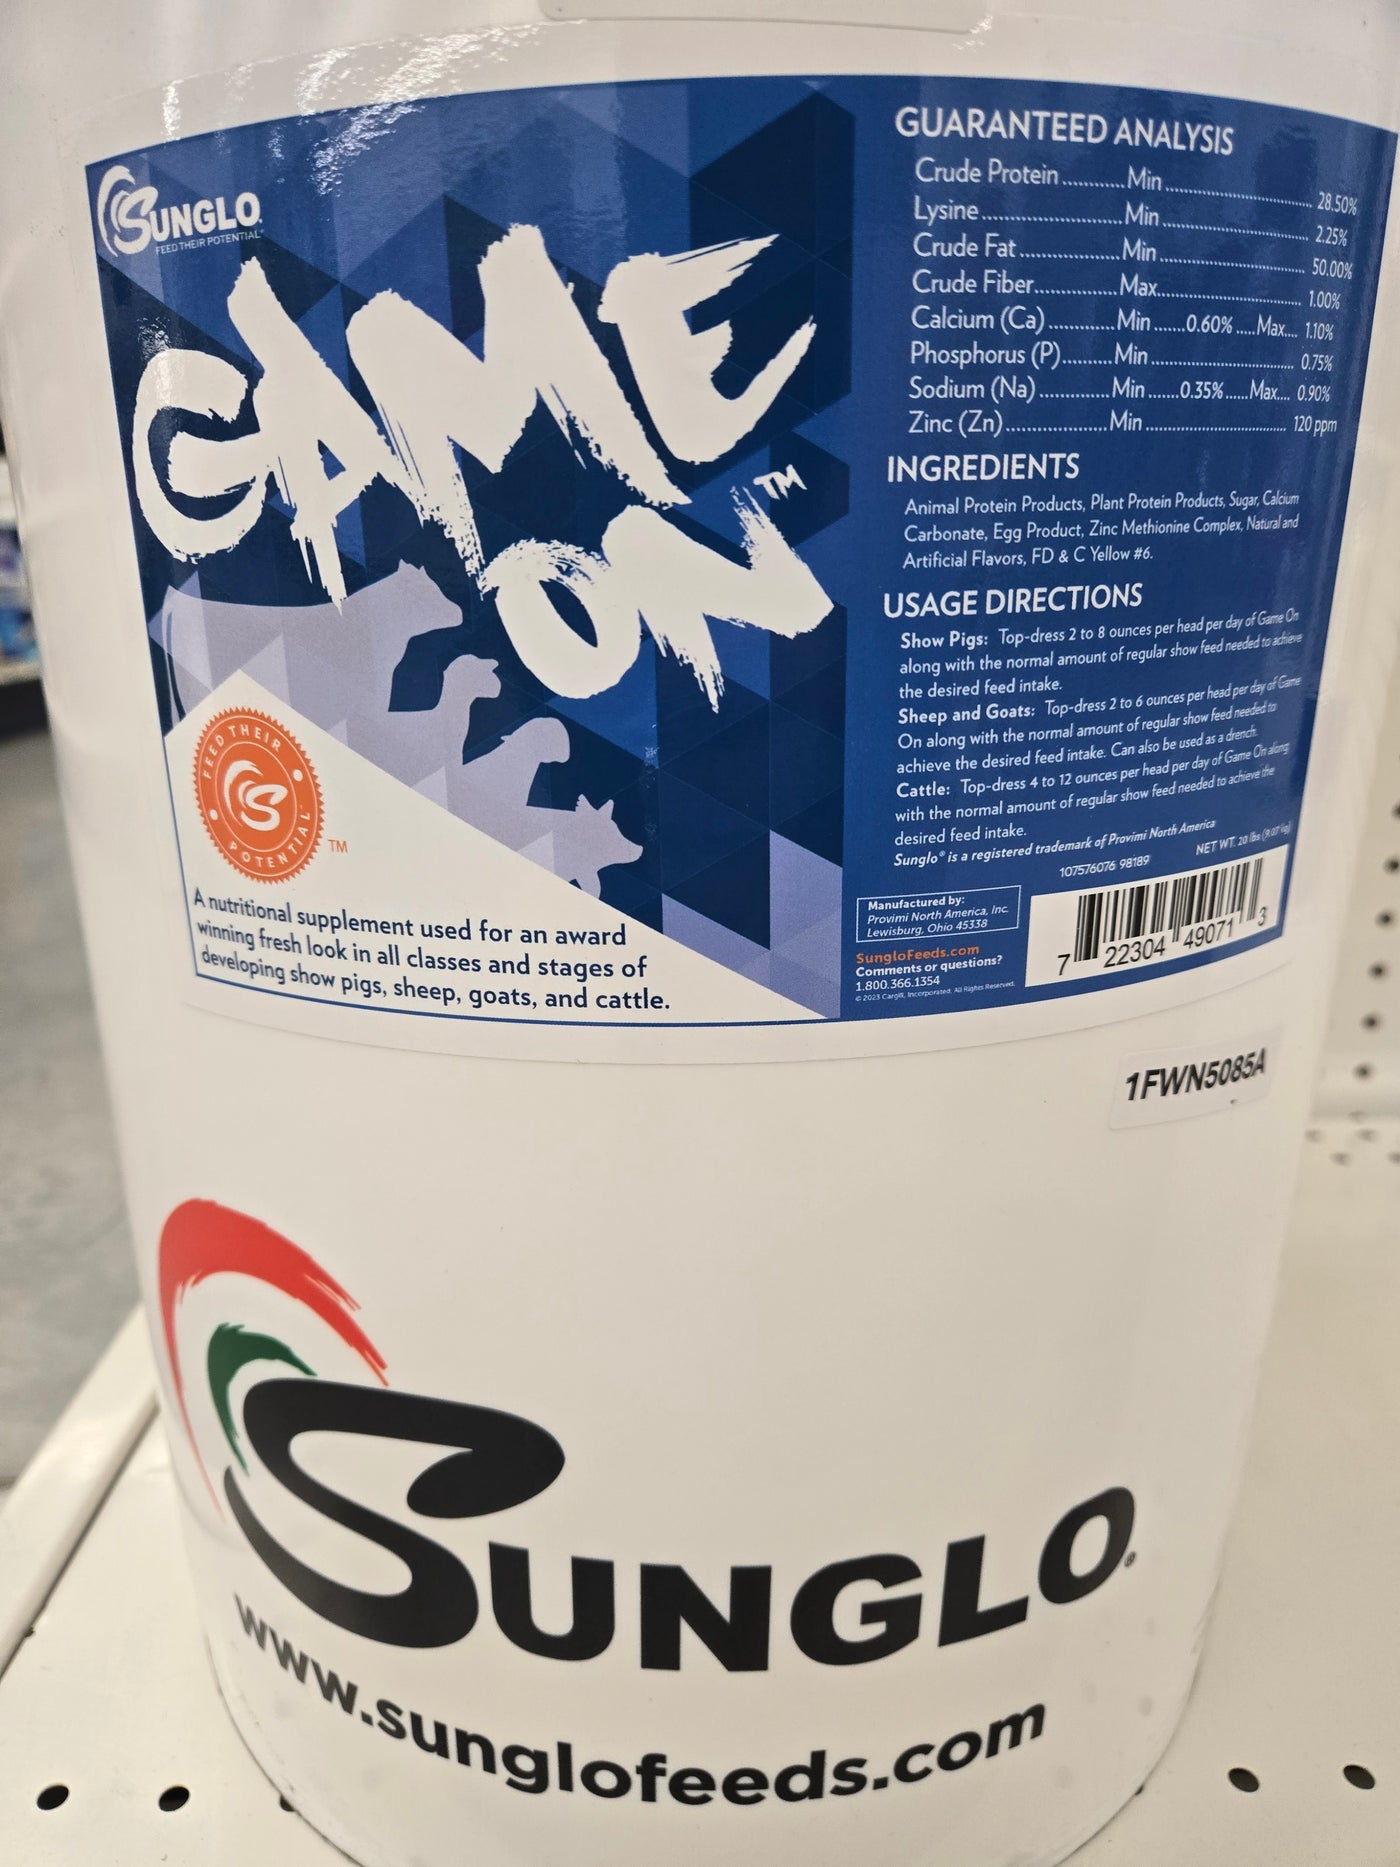 SUNGLO®
FEED THEIR POTENTIAL™
GAME
ON™
FEED THEIR
POTENTIAL
TM
A nutritional supplement used for an award
winning fresh look in all classes and stages of
developing show pigs, sheep, goats, and cattle.
GUARANTEED ANALYSIS
Crude Protein............Min.............................. 28.50%
Lysine........................Min.............................. 2.25%
Crude Fat..................Min.............................. 50.00%
Crude Fiber...............Max.............................. 1.00%
Calcium (Ca).............Min......0.60%.....Max.... 1.10%
Phosphorus (P)..........Min.............................. 0.75%
Sodium (Na)..............Min......0.35%......Max.... 0.90%
Zinc (Zn)....................Min.............................. 120 ppm
INGREDIENTS
Animal Protein Products, Plant Protein Products, Sugar, Calcium
Carbonate, Egg Product, Zinc Methionine Complex, Natural and
Artificial Flavors, FD & C Yellow #6.
USAGE DIRECTIONS
Show Pigs: Top-dress 2 to 8 ounces per head per day of Game On
along with the normal amount of regular show feed needed to achieve
the desired feed intake.
Sheep and Goats: Top-dress 2 to 6 ounces per head per day of Game
On along with the normal amount of regular show feed needed to
achieve the desired feed intake. Can also be used as a drench.
Cattle: Top-dress 4 to 12 ounces per head per day of Game On along
with the normal amount of regular show feed needed to achieve the
desired feed intake.
Sunglo® is a registered trademark of Provimi North America
107576076 98189 NET WT. 20 lbs (9.07 kg)
Manufactured by:
Provimi North America, Inc.
Lewisburg, Ohio 45338
SungloFeeds.com
Comments or questions?
1.800.366.1354
© 2023 Cargill, Incorporated. All Rights Reserved.
7 22304 49071 3
1FWN5085A
SUNGLO®
www.sunglofeeds.com